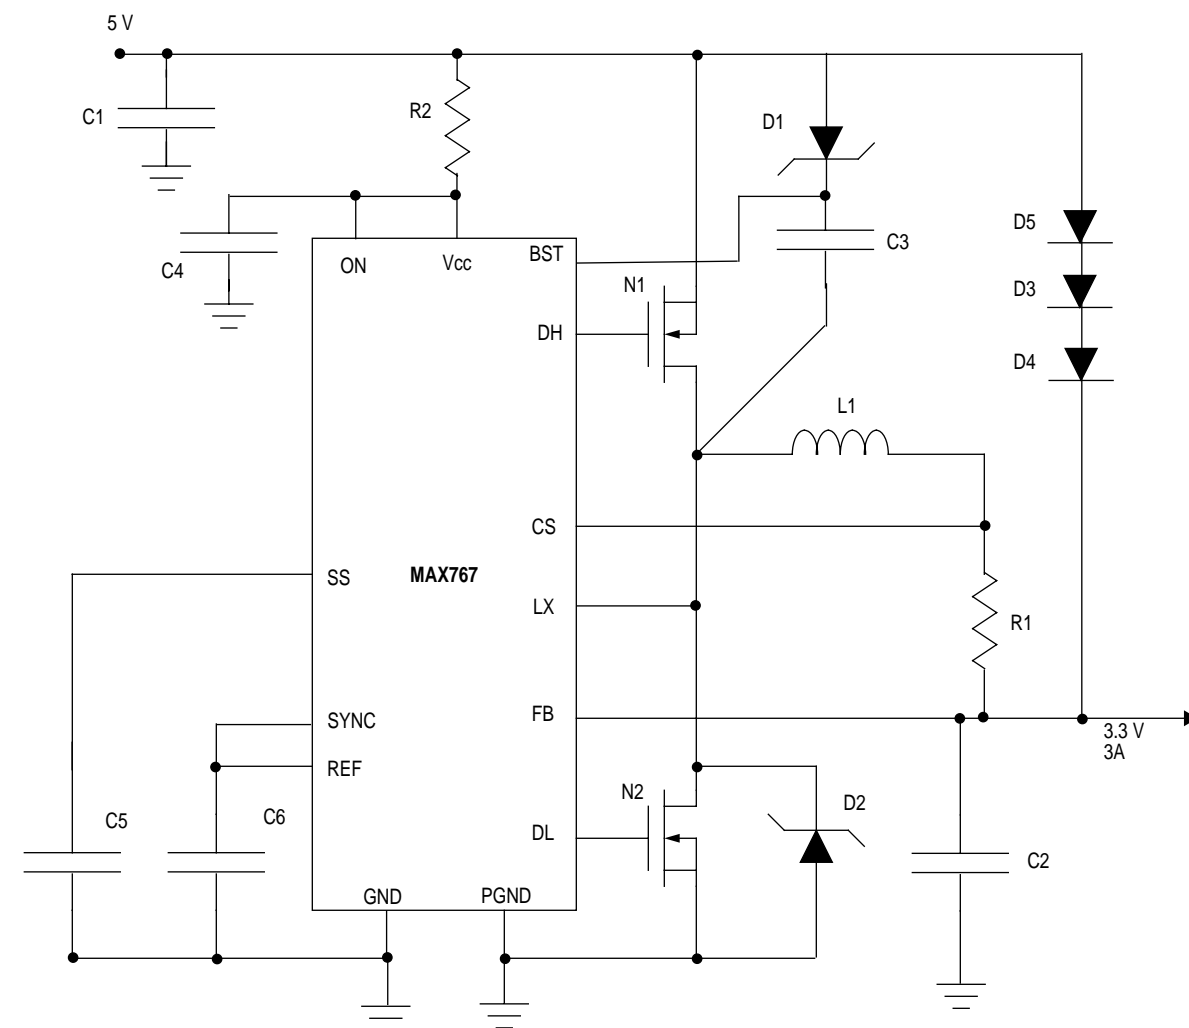 5 V
C1
R2
D1
D5
C3
C4
ON
Vcc
BST
N1
D3
DH
D4
L1
CS
SS
MAX767
LX
R1
SYNC
FB
3.3 V
3A
REF
N2
D2
C5
C6
DL
C2
GND
PGND